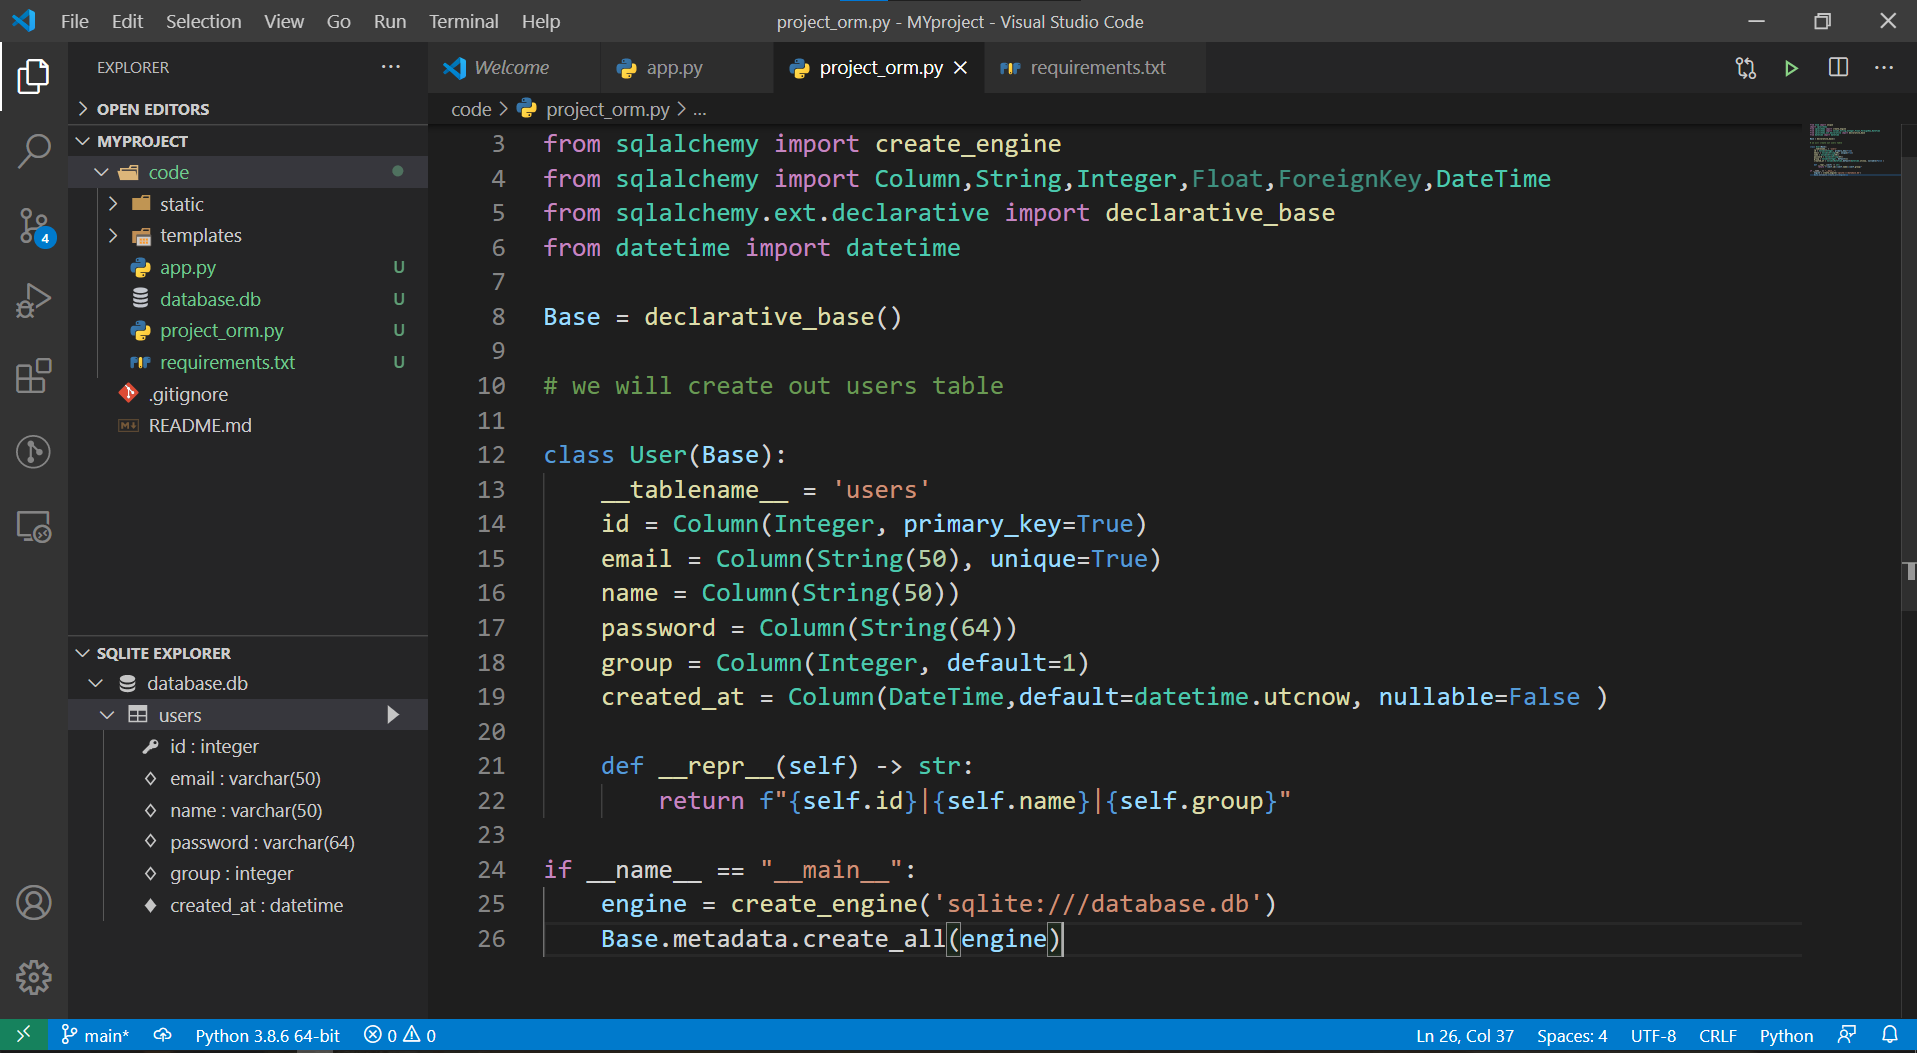 File Edit Selection View Go Run Terminal Help
project_orm.py - MYproject - Visual Studio Code
EXPLORER
Welcome
app.py
project_orm.py
requirements.txt
OPEN EDITORS
MYPROJECT
code
static
templates
app.py U
database.db U
project_orm.py U
requirements.txt U
.gitignore
README.md
4
SQLITE EXPLORER
database.db
users
id : integer
email : varchar(50)
name : varchar(50)
password : varchar(64)
group : integer
created_at : datetime
code > project_orm.py > ...
3 from sqlalchemy import create_engine
4 from sqlalchemy import Column,String,Integer,Float,ForeignKey,DateTime
5 from sqlalchemy.ext.declarative import declarative_base
6 from datetime import datetime
7
8 Base = declarative_base()
9
10 # we will create out users table
11
12 class User(Base):
13     __tablename__ = 'users'
14     id = Column(Integer, primary_key=True)
15     email = Column(String(50), unique=True)
16     name = Column(String(50))
17     password = Column(String(64))
18     group = Column(Integer, default=1)
19     created_at = Column(DateTime,default=datetime.utcnow, nullable=False )
20
21     def __repr__(self) -> str:
22         return f"{self.id}|{self.name}|{self.group}"
23
24 if __name__ == "__main__":
25     engine = create_engine('sqlite:///database.db')
26     Base.metadata.create_all(engine)
main* Python 3.8.6 64-bit 0 0 Ln 26, Col 37 Spaces: 4 UTF-8 CRLF Python